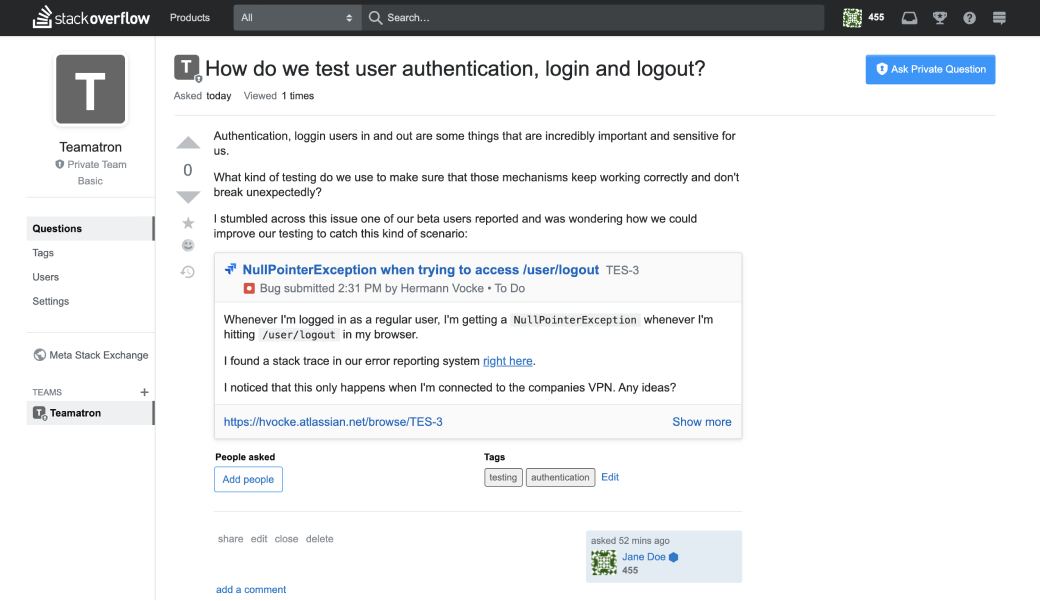 stackoverflow Products All Search... 455
T
Teamatron
Private Team
Basic
Questions
Tags
Users
Settings
Meta Stack Exchange
TEAMS +
T Teamatron
T How do we test user authentication, login and logout?
Ask Private Question
Asked today Viewed 1 times
0
Authentication, loggin users in and out are some things that are incredibly important and sensitive for
us.
What kind of testing do we use to make sure that those mechanisms keep working correctly and don't
break unexpectedly?
I stumbled across this issue one of our beta users reported and was wondering how we could
improve our testing to catch this kind of scenario:
NullPointerException when trying to access /user/logout TES-3
Bug submitted 2:31 PM by Hermann Vocke • To Do
Whenever I'm logged in as a regular user, I'm getting a NullPointerException whenever I'm
hitting /user/logout in my browser.
I found a stack trace in our error reporting system right here.
I noticed that this only happens when I'm connected to the companies VPN. Any ideas?
https://hvocke.atlassian.net/browse/TES-3 Show more
People asked
Add people
Tags
testing authentication Edit
share edit close delete
asked 52 mins ago
Jane Doe
455
add a comment